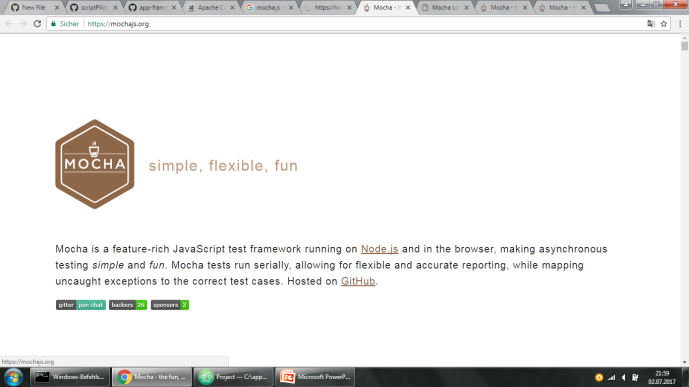 New File
scriptPilot
app-fram
Apache C
mocha.js
https://w
Mocha - t
Mocha Lo
Mocha - t
Mocha - t
Sicher | https://mochajs.org
MOCHA
simple, flexible, fun
Mocha is a feature-rich JavaScript test framework running on Node.js and in the browser, making asynchronous
testing simple and fun. Mocha tests run serially, allowing for flexible and accurate reporting, while mapping
uncaught exceptions to the correct test cases. Hosted on GitHub.
gitter join chat backers 26 sponsors 2
https://mochajs.org
Windows-Befehls... Mocha - the fun, ... Project — C:\app... Microsoft PowerP... 21:59
02.07.2017